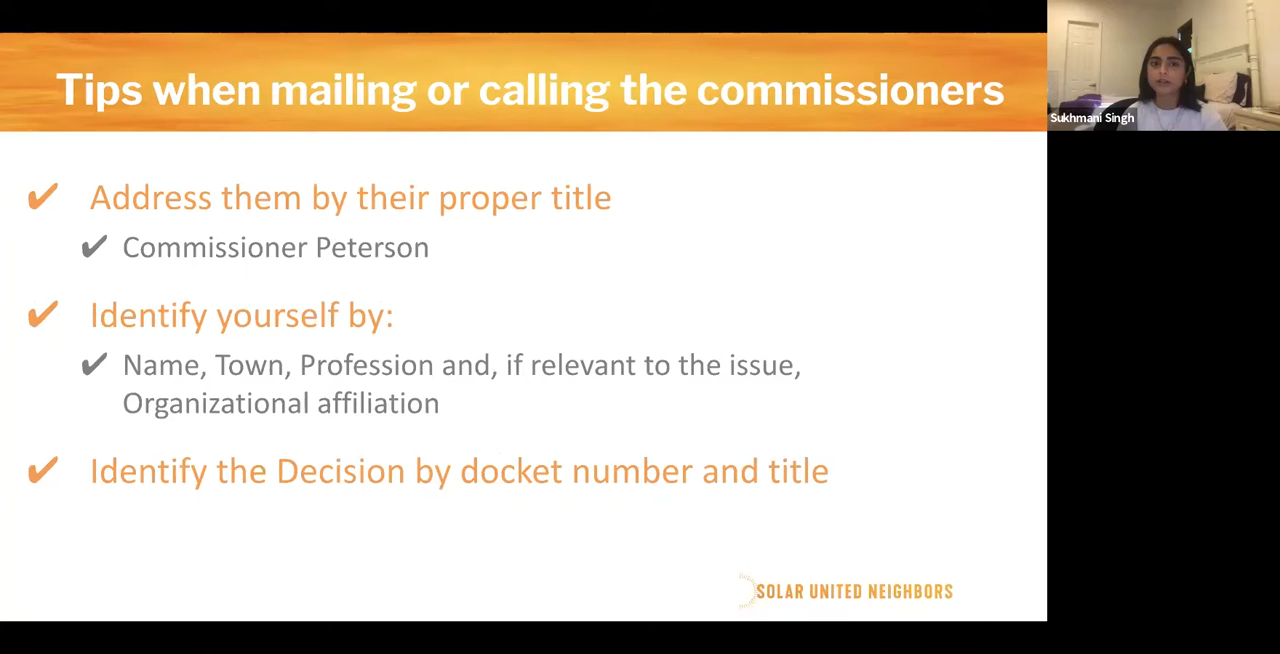 Tips when mailing or calling the commissioners
Sukhmani Singh
✔ Address them by their proper title
✔ Commissioner Peterson
✔ Identify yourself by:
✔ Name, Town, Profession and, if relevant to the issue,
Organizational affiliation
✔ Identify the Decision by docket number and title
SOLAR UNITED NEIGHBORS